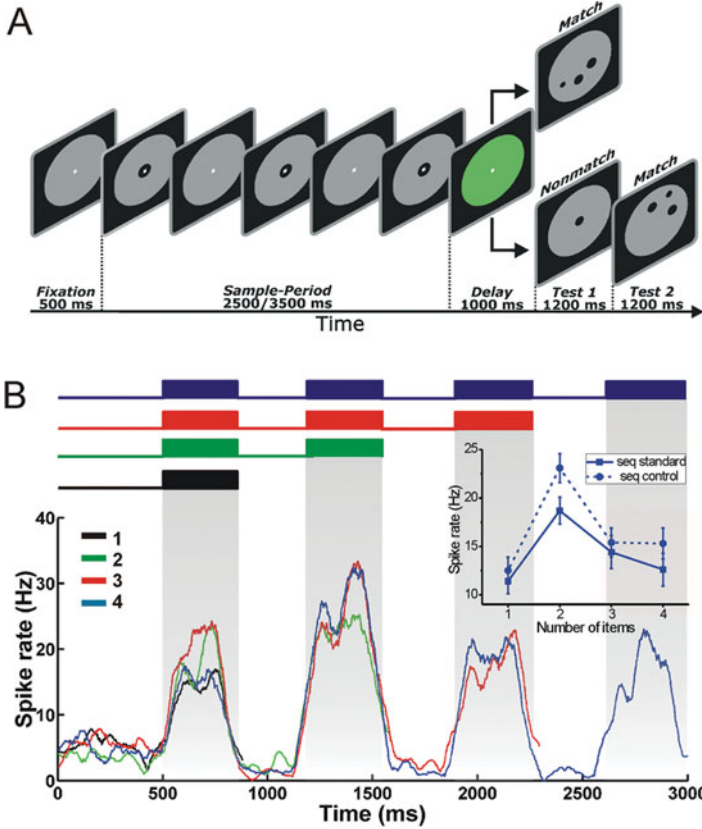 A
Match
Nonmatch
Match
Fixation
500 ms
Sample-Period
2500/3500 ms
Delay
1000 ms
Test 1
1200 ms
Test 2
1200 ms
Time
B
40
30
20
10
0
Spike rate (Hz)
1
2
3
4
seq standard
seq control
25
20
15
10
Spike rate (Hz)
1 2 3 4
Number of items
0 500 1000 1500 2000 2500 3000
Time (ms)